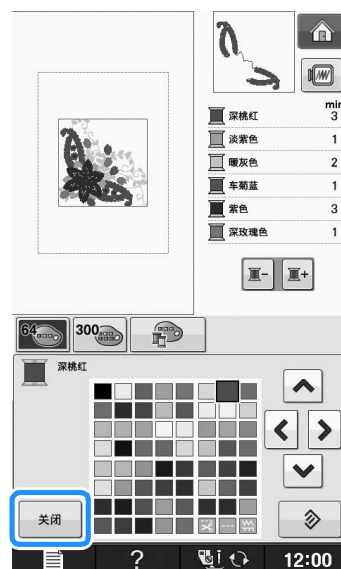 min
深桃红 3
淡紫色 1
暖灰色 2
车菊蓝 1
紫色 3
深玫瑰色 1
- +
64 300
深桃红
关闭
? 12:00